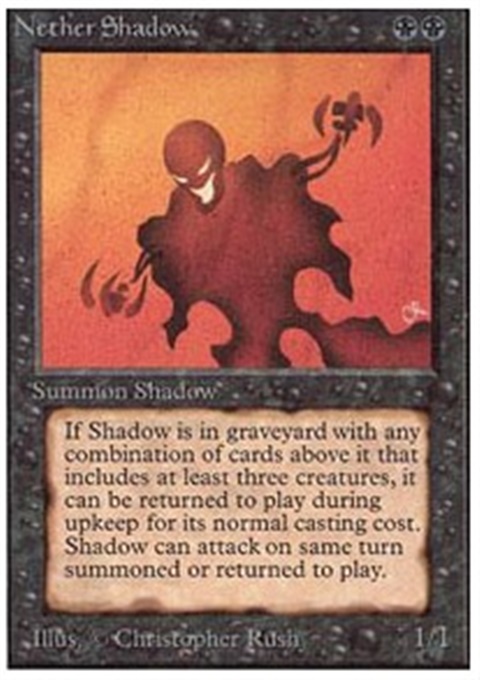 Nether Shadow
Summon Shadow
If Shadow is in graveyard with any
combination of cards above it that
includes at least three creatures, it
can be returned to play during
upkeep for its normal casting cost.
Shadow can attack on same turn
summoned or returned to play.
Illus. © Christopher Rush
1/1